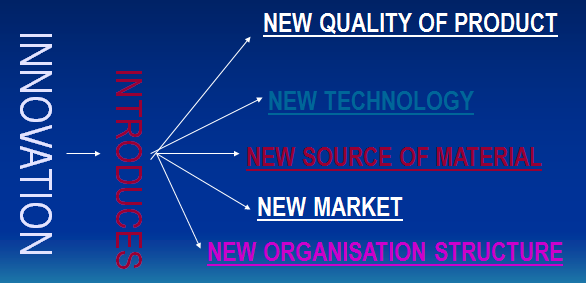 INNOVATION
INTRODUCES
NEW QUALITY OF PRODUCT
NEW TECHNOLOGY
NEW SOURCE OF MATERIAL
NEW MARKET
NEW ORGANISATION STRUCTURE